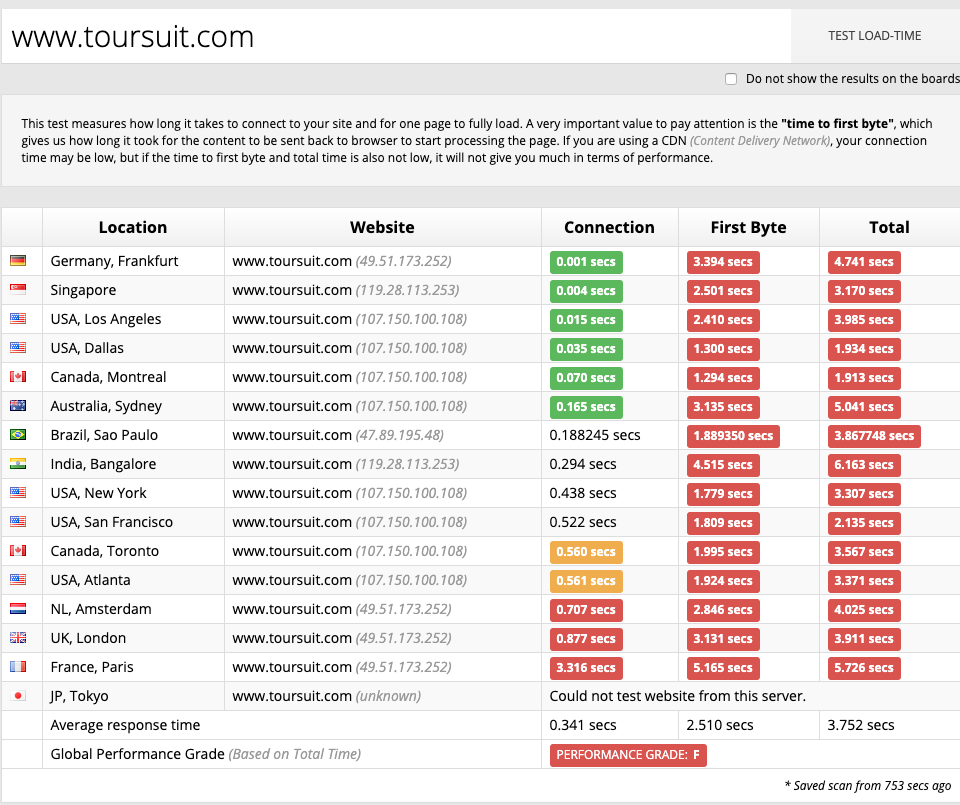 www.toursuit.com TEST LOAD-TIME
Do not show the results on the boards
This test measures how long it takes to connect to your site and for one page to fully load. A very important value to pay attention is the "time to first byte", which
gives us how long it took for the content to be sent back to browser to start processing the page. If you are using a CDN (Content Delivery Network), your connection
time may be low, but if the time to first byte and total time is also not low, it will not give you much in terms of performance.
Location Website Connection First Byte Total
Germany, Frankfurt www.toursuit.com (49.51.173.252) 0.001 secs 3.394 secs 4.741 secs
Singapore www.toursuit.com (119.28.113.253) 0.004 secs 2.501 secs 3.170 secs
USA, Los Angeles www.toursuit.com (107.150.100.108) 0.015 secs 2.410 secs 3.985 secs
USA, Dallas www.toursuit.com (107.150.100.108) 0.035 secs 1.300 secs 1.934 secs
Canada, Montreal www.toursuit.com (107.150.100.108) 0.070 secs 1.294 secs 1.913 secs
Australia, Sydney www.toursuit.com (107.150.100.108) 0.165 secs 3.135 secs 5.041 secs
Brazil, Sao Paulo www.toursuit.com (47.89.195.48) 0.188245 secs 1.889350 secs 3.867748 secs
India, Bangalore www.toursuit.com (119.28.113.253) 0.294 secs 4.515 secs 6.163 secs
USA, New York www.toursuit.com (107.150.100.108) 0.438 secs 1.779 secs 3.307 secs
USA, San Francisco www.toursuit.com (107.150.100.108) 0.522 secs 1.809 secs 2.135 secs
Canada, Toronto www.toursuit.com (107.150.100.108) 0.560 secs 1.995 secs 3.567 secs
USA, Atlanta www.toursuit.com (107.150.100.108) 0.561 secs 1.924 secs 3.371 secs
NL, Amsterdam www.toursuit.com (49.51.173.252) 0.707 secs 2.846 secs 4.025 secs
UK, London www.toursuit.com (49.51.173.252) 0.877 secs 3.131 secs 3.911 secs
France, Paris www.toursuit.com (49.51.173.252) 3.316 secs 5.165 secs 5.726 secs
JP, Tokyo www.toursuit.com (unknown) Could not test website from this server.
Average response time 0.341 secs 2.510 secs 3.752 secs
Global Performance Grade (Based on Total Time) PERFORMANCE GRADE: F
* Saved scan from 753 secs ago